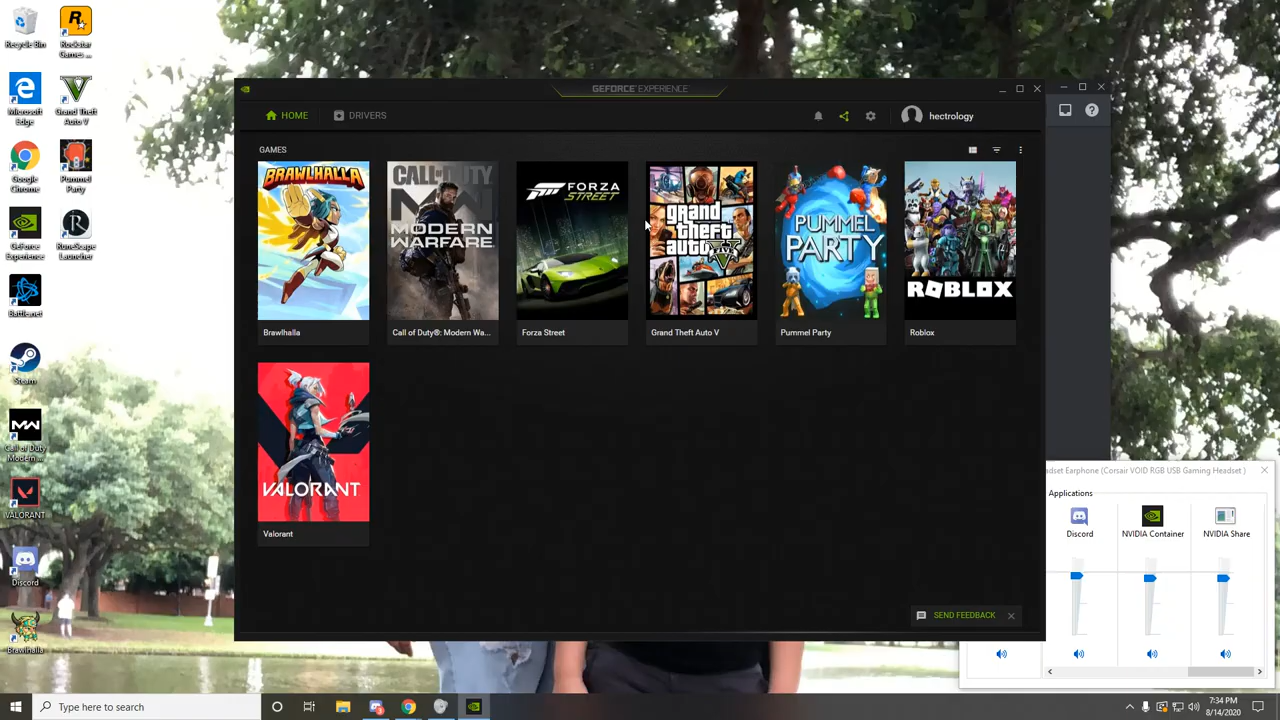 Recycle Bin
Rockstar
Games ...
Microsoft
Edge
Grand Theft
Auto V
Google
Chrome
Pummel
Party
GeForce
Experience
RuneScape
Launcher
Battle.net
Steam
Call of Duty
Modern ...
VALORANT
Discord
Brawlhalla
GEFORCE EXPERIENCE
HOME
DRIVERS
hectrology
GAMES
BRAWLHALLA
CALL OF DUTY
MODERN
WARFARE
FORZA
STREET
grand
theft
auto
V
PUMMEL
PARTY
ROBLOX
Brawlhalla
Call of Duty®: Modern Wa...
Forza Street
Grand Theft Auto V
Pummel Party
Roblox
VALORANT
Valorant
SEND FEEDBACK
adset Earphone (Corsair VOID RGB USB Gaming Headset )
Applications
Discord
NVIDIA Container
NVIDIA Share
Type here to search
7:34 PM
8/14/2020